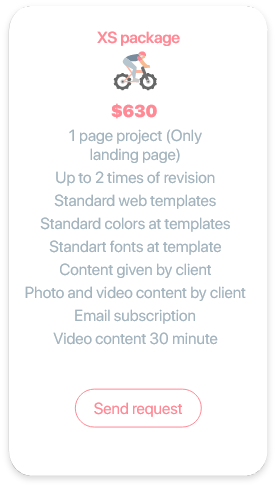 XS package
$630
1 page project (Only
landing page)
Up to 2 times of revision
Standard web templates
Standard colors at templates
Standart fonts at template
Content given by client
Photo and video content by client
Email subscription
Video content 30 minute
Send request